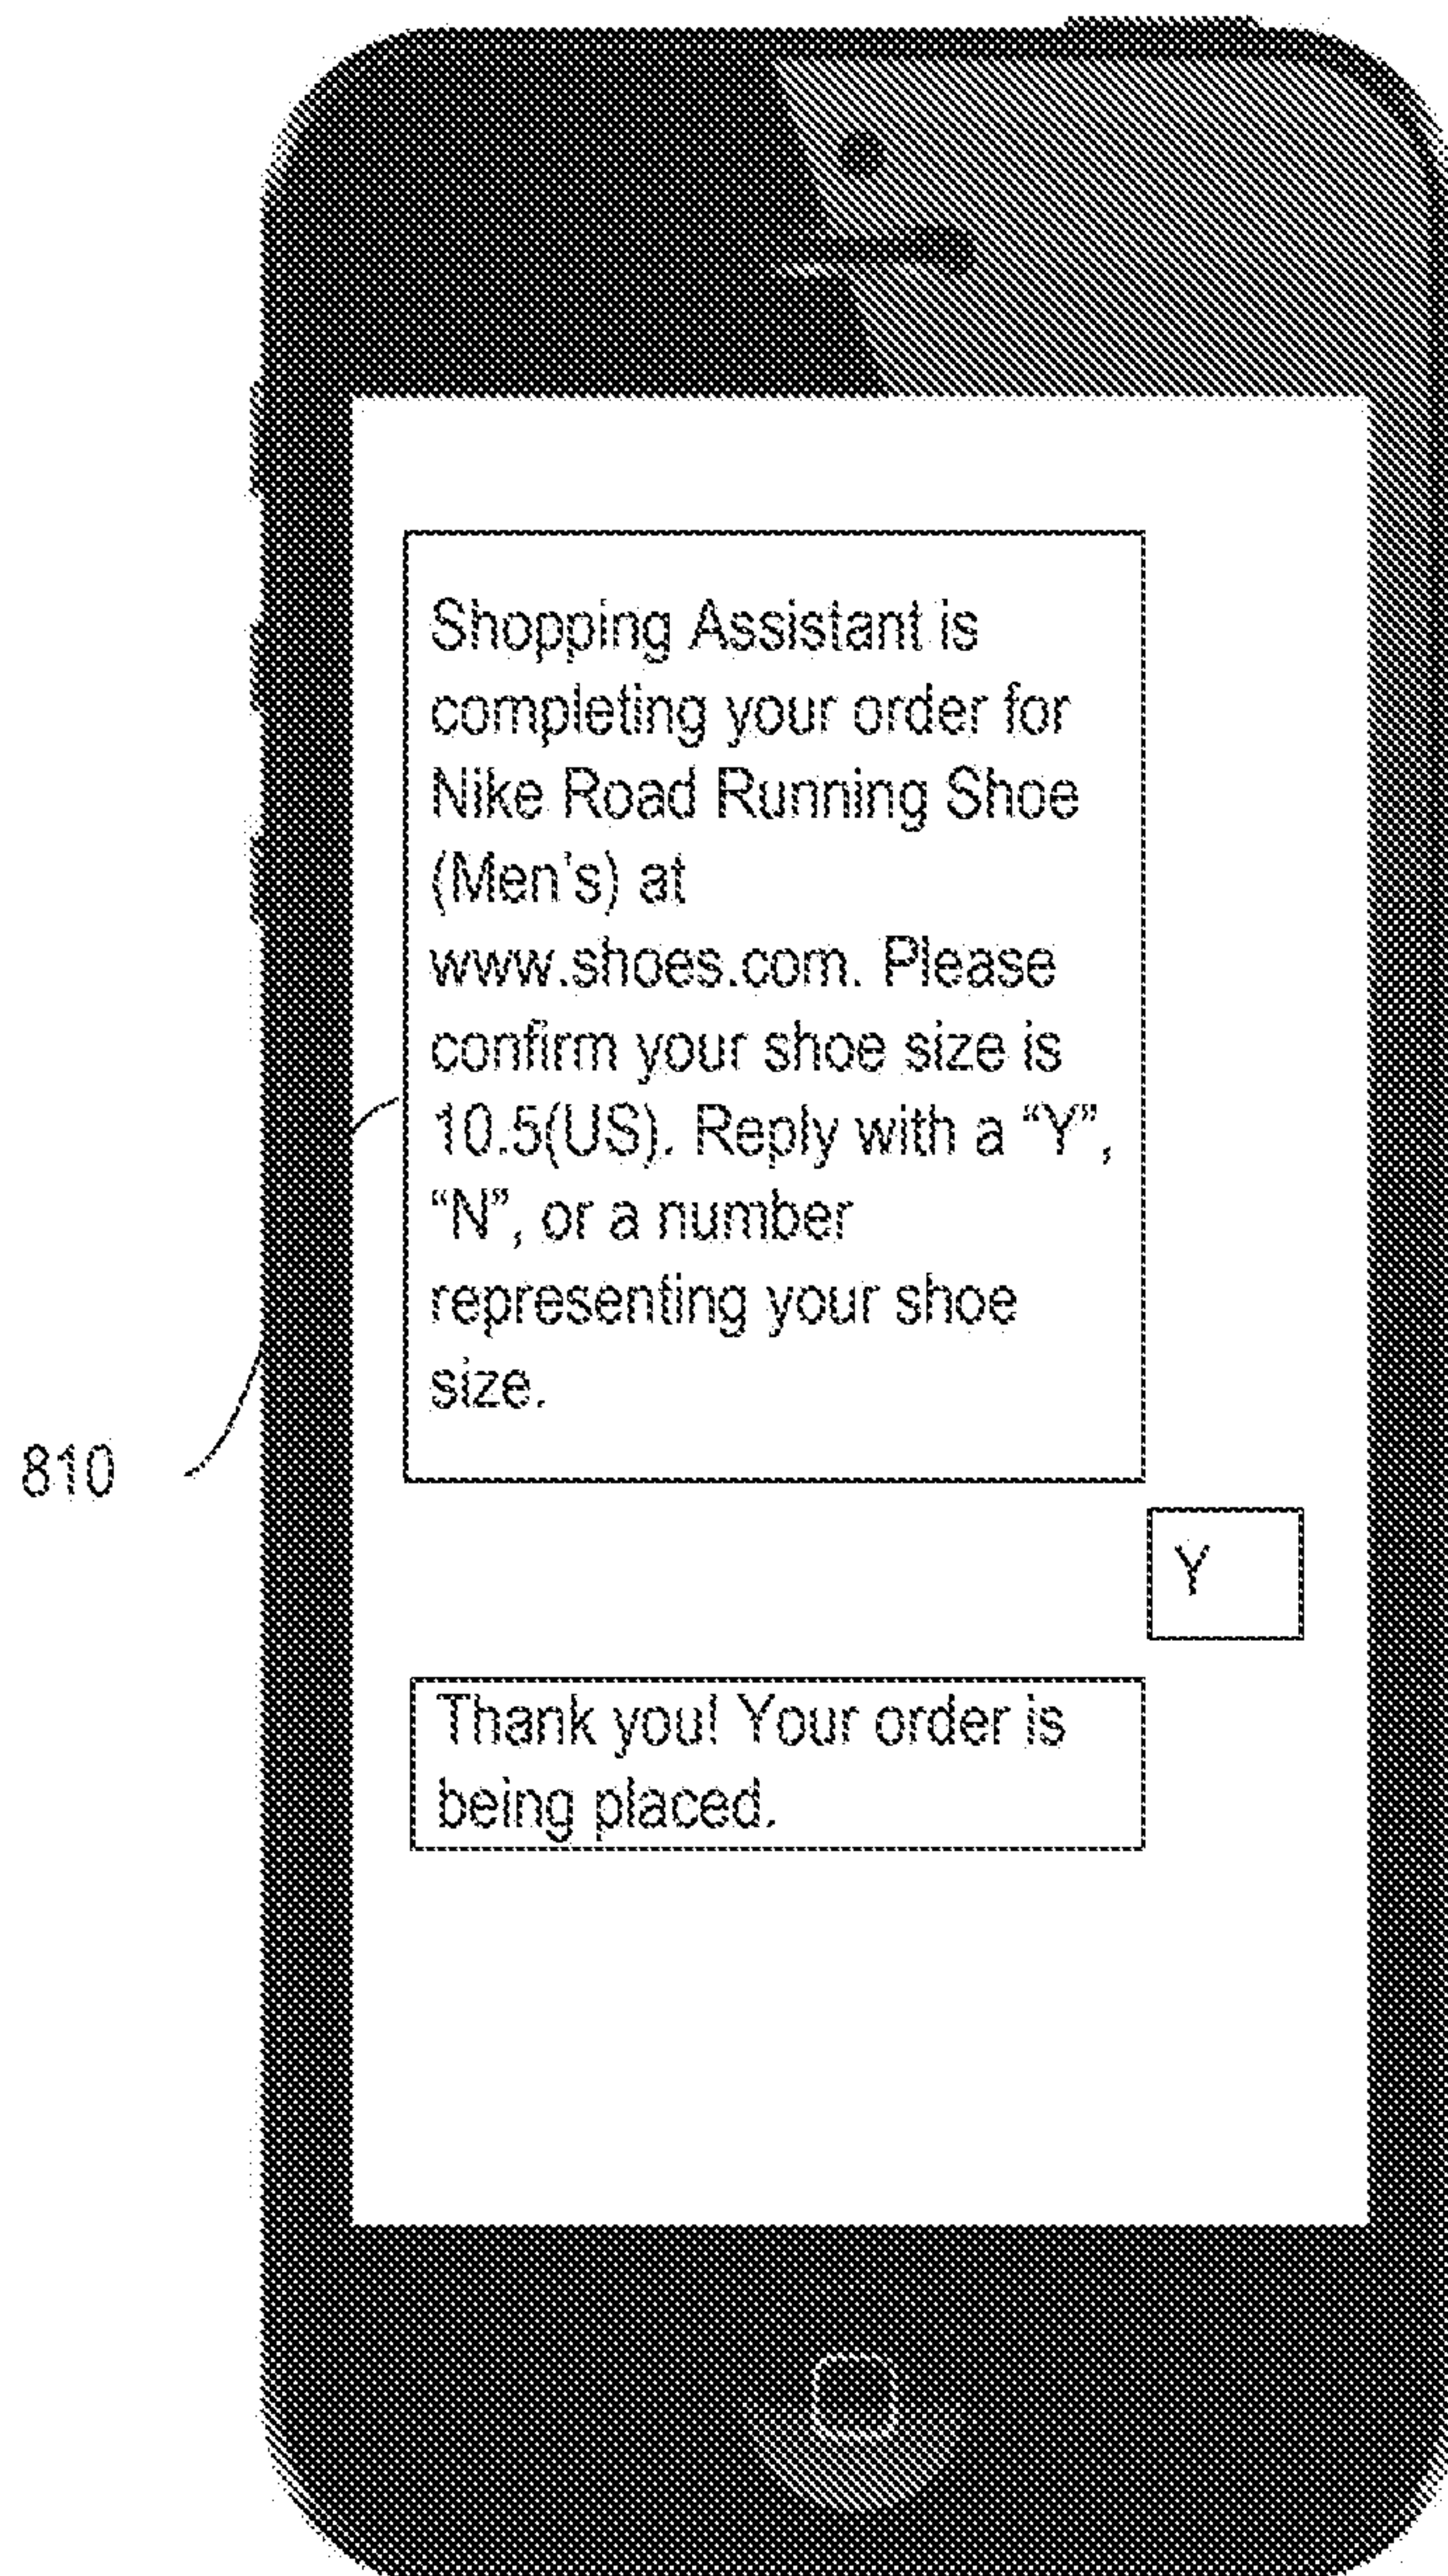 Shopping Assistant is
completing your order for
Nike Road Running Shoe
(Men's) at
www.shoes.com. Please
confirm your shoe size is
10.5(US). Reply with a “Y”,
“N”, or a number
representing your shoe
size.
810
Y
Thank you! Your order is
being placed.